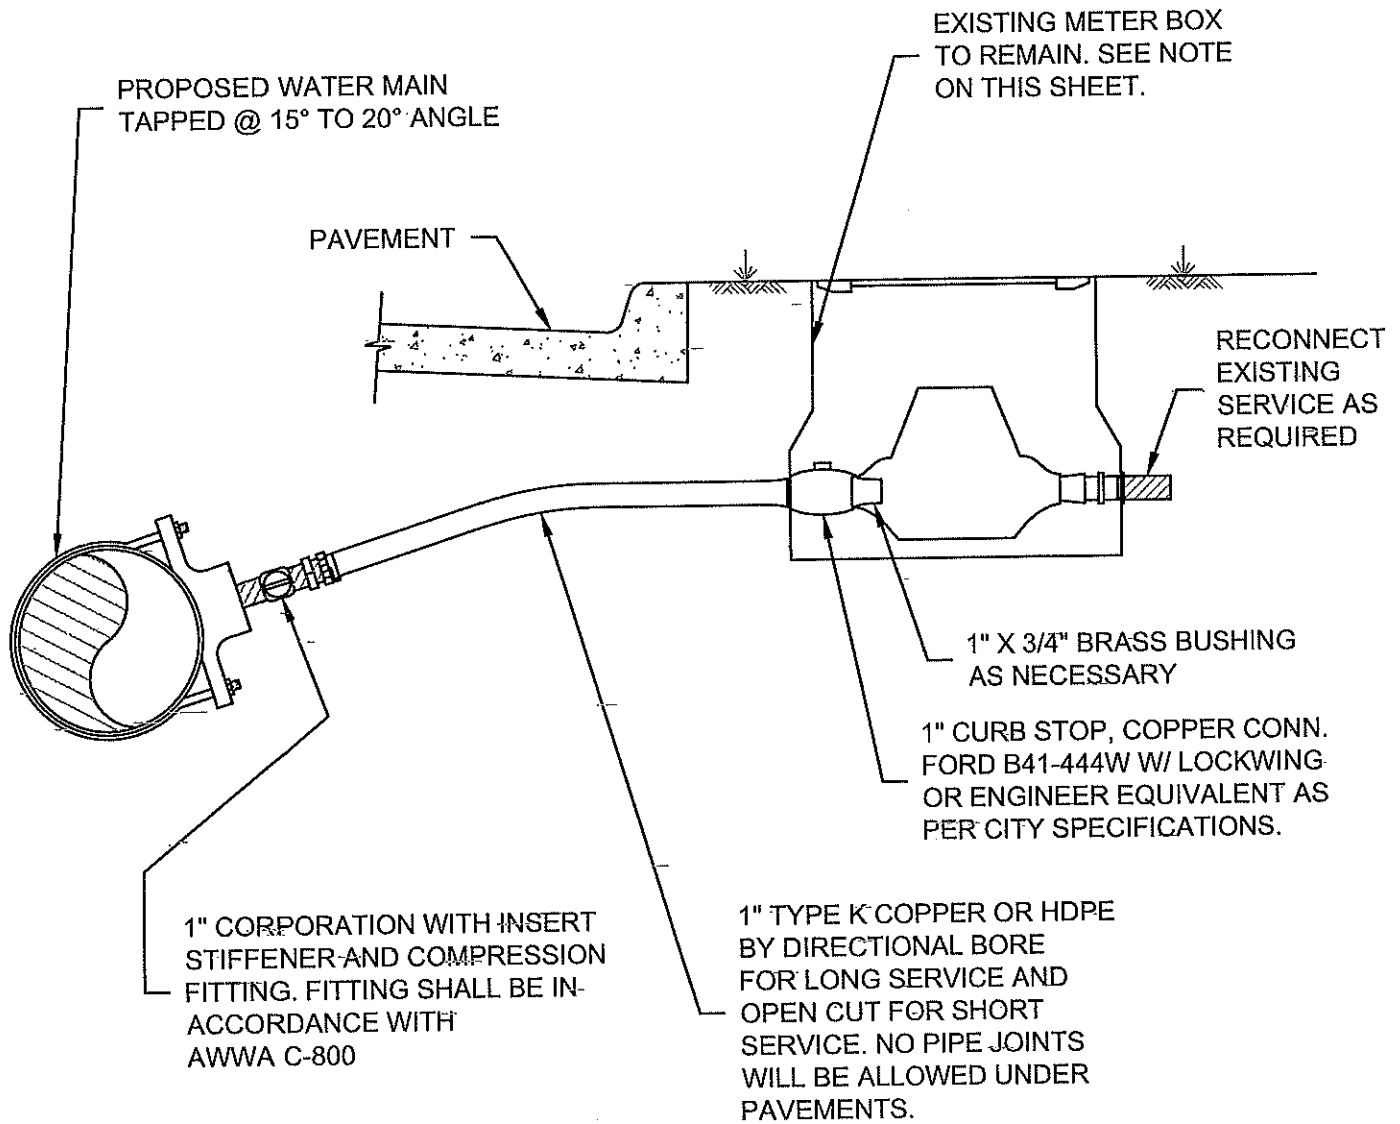 EXISTING METER BOX
TO REMAIN. SEE NOTE
ON THIS SHEET.
PROPOSED WATER MAIN
TAPPED @ 15° TO 20° ANGLE
PAVEMENT
RECONNECT
EXISTING
SERVICE AS
REQUIRED
1" X 3/4" BRASS BUSHING
AS NECESSARY
1" CURB STOP, COPPER CONN.
FORD B41-444W W/ LOCKWING
OR ENGINEER EQUIVALENT AS
PER CITY SPECIFICATIONS.
1" CORPORATION WITH INSERT
STIFFENER AND COMPRESSION
FITTING. FITTING SHALL BE IN
ACCORDANCE WITH
AWWA C-800
1" TYPE K COPPER OR HDPE
BY DIRECTIONAL BORE
FOR LONG SERVICE AND
OPEN CUT FOR SHORT
SERVICE. NO PIPE JOINTS
WILL BE ALLOWED UNDER
PAVEMENTS.